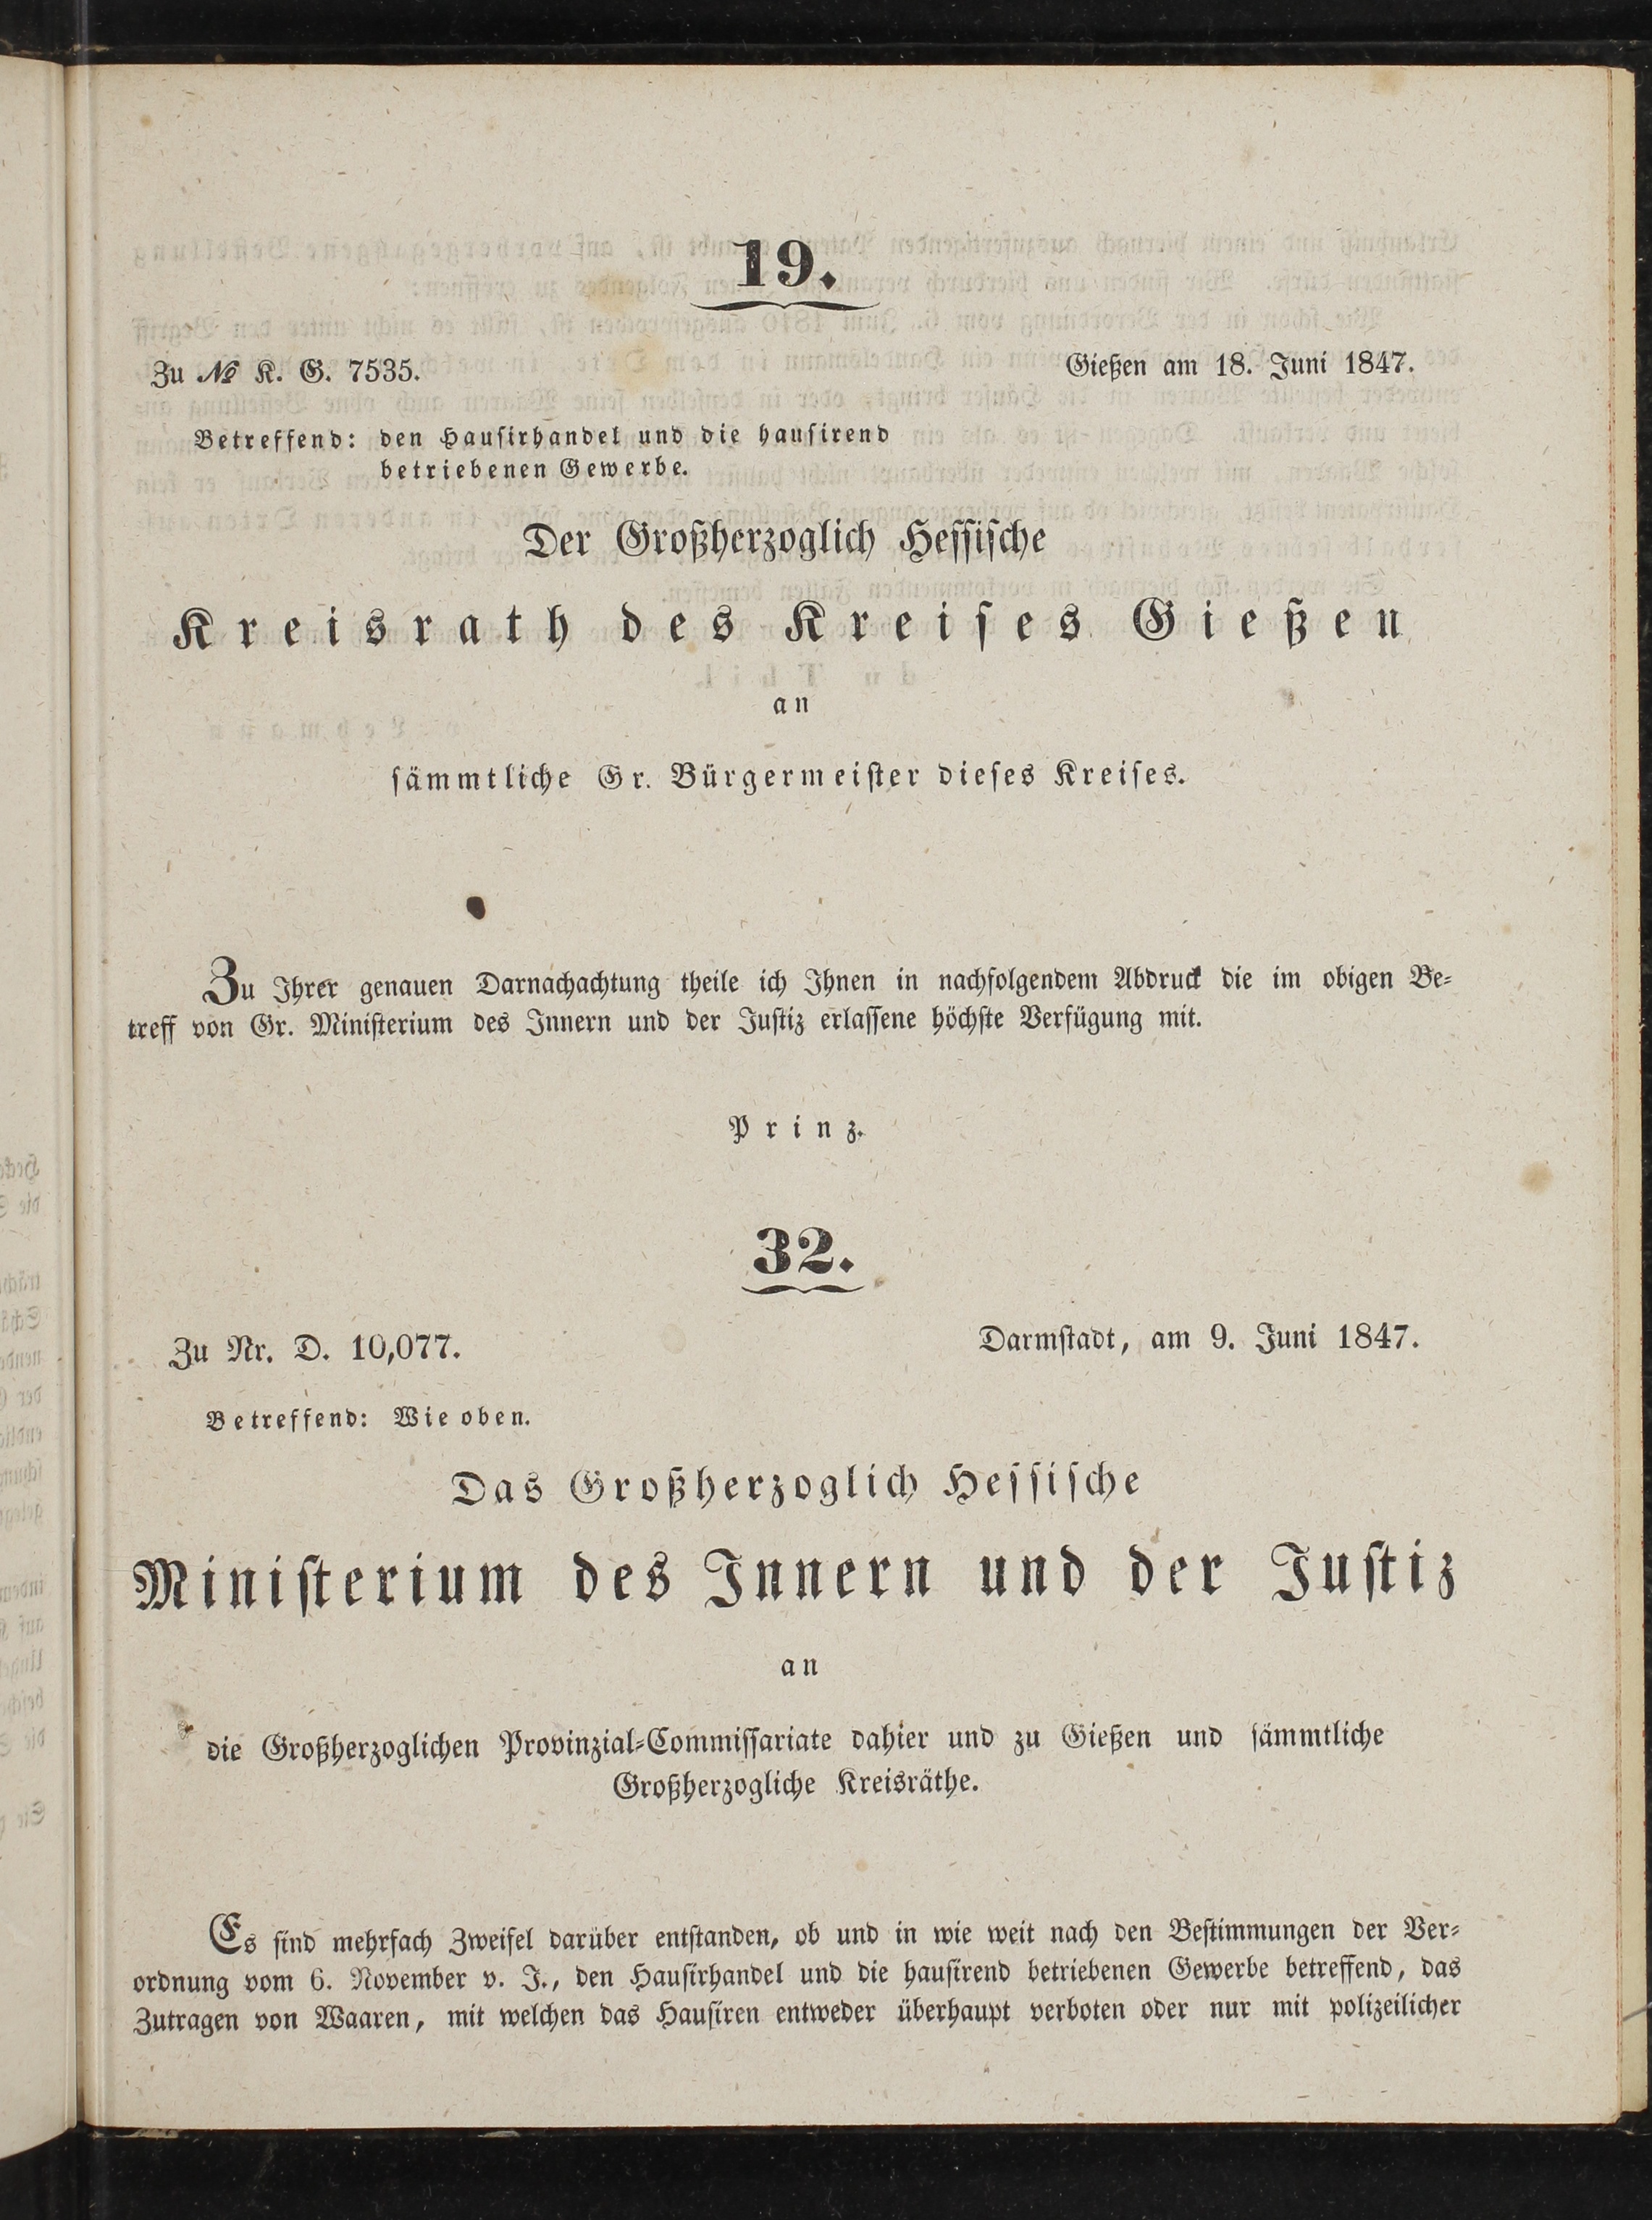 19.
Zu № K. G. 7535.
Gießen am 18. Juni 1847.
Betreffend: den Hausirhandel und die hausirend
betriebenen Gewerbe.
Der Großherzoglich Hessische
Kreisrath des Kreises Gießen
an
sämmtliche Gr. Bürgermeister dieses Kreises.
Zu Ihrer genauen Darnachachtung theile ich Ihnen in nachfolgendem Abdruck die im obigen Be-
treff von Gr. Ministerium des Innern und der Justiz erlassene höchste Verfügung mit.
Prinz.
32.
Zu Nr. D. 10,077.
Darmstadt, am 9. Juni 1847.
Betreffend: Wie oben.
Das Großherzoglich Hessische
Ministerium des Innern und der Justiz
an
die Großherzoglichen Provinzial-Commissariate dahier und zu Gießen und sämmtliche
Großherzogliche Kreisräthe.
Es sind mehrfach Zweifel darüber entstanden, ob und in wie weit nach den Bestimmungen der Ver-
ordnung vom 6. November v. J., den Hausirhandel und die hausirend betriebenen Gewerbe betreffend, das
Zutragen von Waaren, mit welchen das Hausiren entweder überhaupt verboten oder nur mit polizeilicher